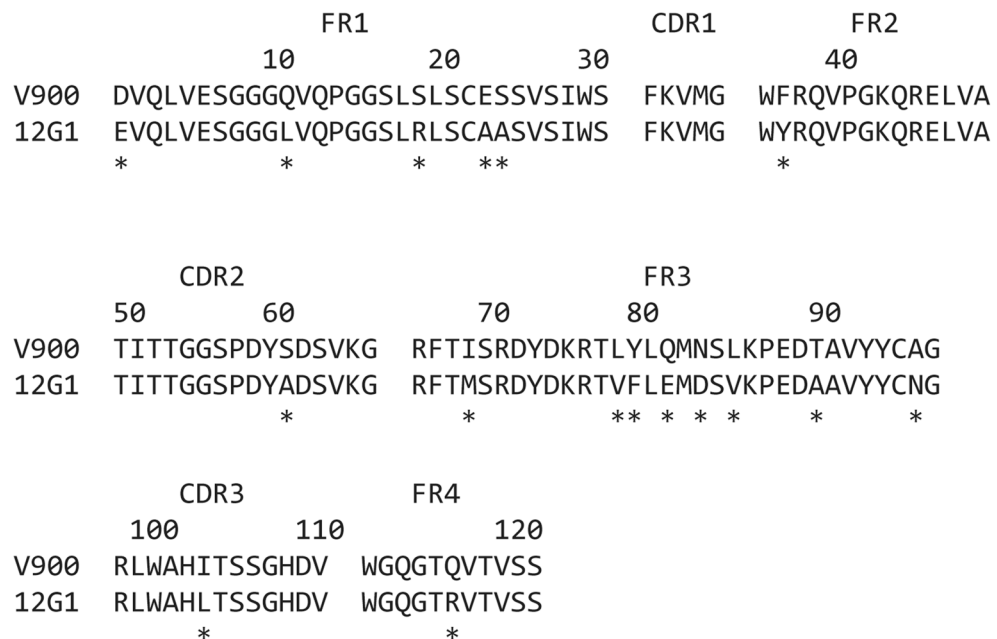 FR1 CDR1 FR2
10 20 30 40
V900 DVQLVESGGGQVQPGGSLSLSCESSVSIWS FKVMG WFRQVPGKQRELVA
12G1 EVQLVESGGGLVQPGGSLRLSCAASVSIWS FKVMG WYRQVPGKQRELVA
* * * ** *
CDR2 FR3
50 60 70 80 90
V900 TITTGGSPDYSDSVKG RFTISRDYDKRTLYLQMNSLKPEDTAVYYCAG
12G1 TITTGGSPDYADSVKG RFTMSRDYDKRTVFLEMDSVKPEDAAVYYCNG
* * ** * * * * *
CDR3 FR4
100 110 120
V900 RLWAHITSSGHDV WGQGTQVTVSS
12G1 RLWAHLTSSGHDV WGQGTRVTVSS
* *